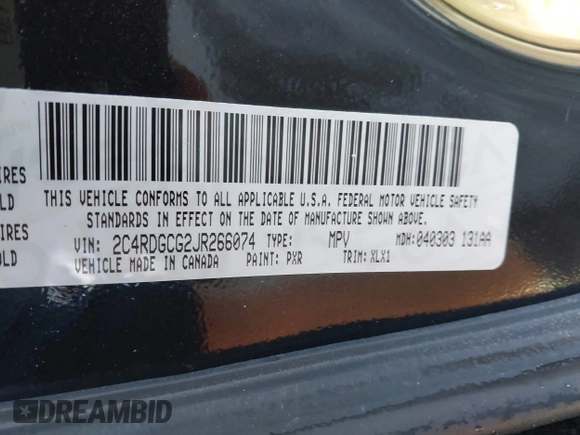 THIS VEHICLE CONFORMS TO ALL APPLICABLE U.S.A. FEDERAL MOTOR VEHICLE SAFETY
IRES
STANDARDS IN EFFECT ON THE DATE OF MANUFACTURE SHOWN ABOVE.
OLD
VIN: 2C4RDGCG2JR266074 TYPE: MPV MDH: 040303 131AA
IRES
VEHICLE MADE IN CANADA PAINT: PXR TRIM: XLX1
OLD
DREAMBID